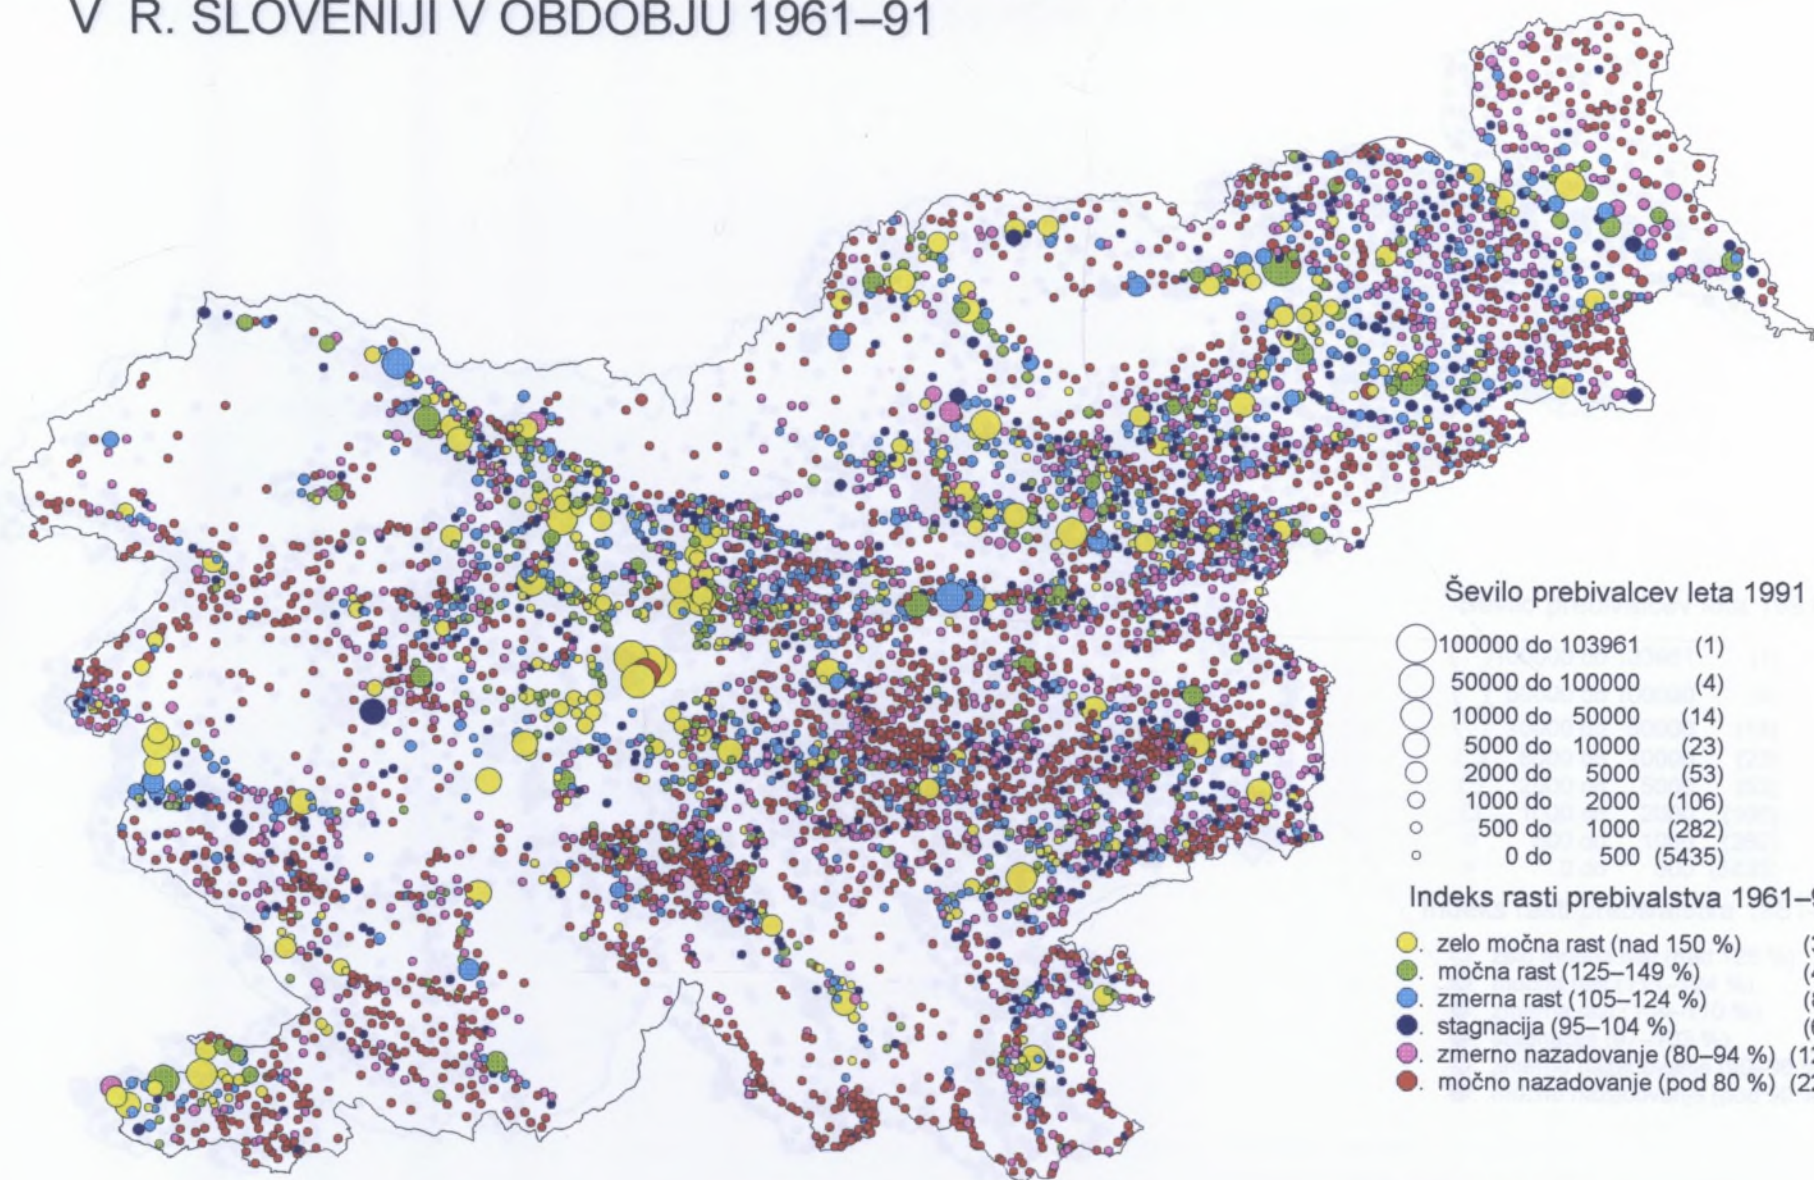 V R. SLOVENIJI V OBDOBJU 1961–91
Število prebivalcev leta 1991
100000 do 103961 (1)
50000 do 100000 (4)
10000 do 50000 (14)
5000 do 10000 (23)
2000 do 5000 (53)
1000 do 2000 (106)
500 do 1000 (282)
0 do 500 (5435)
Indeks rasti prebivalstva 1961–
zelo močna rast (nad 150 %)
močna rast (125–149 %)
zmerna rast (105–124 %)
stagnacija (95–104 %)
zmerno nazadovanje (80–94 %)
močno nazadovanje (pod 80 %)